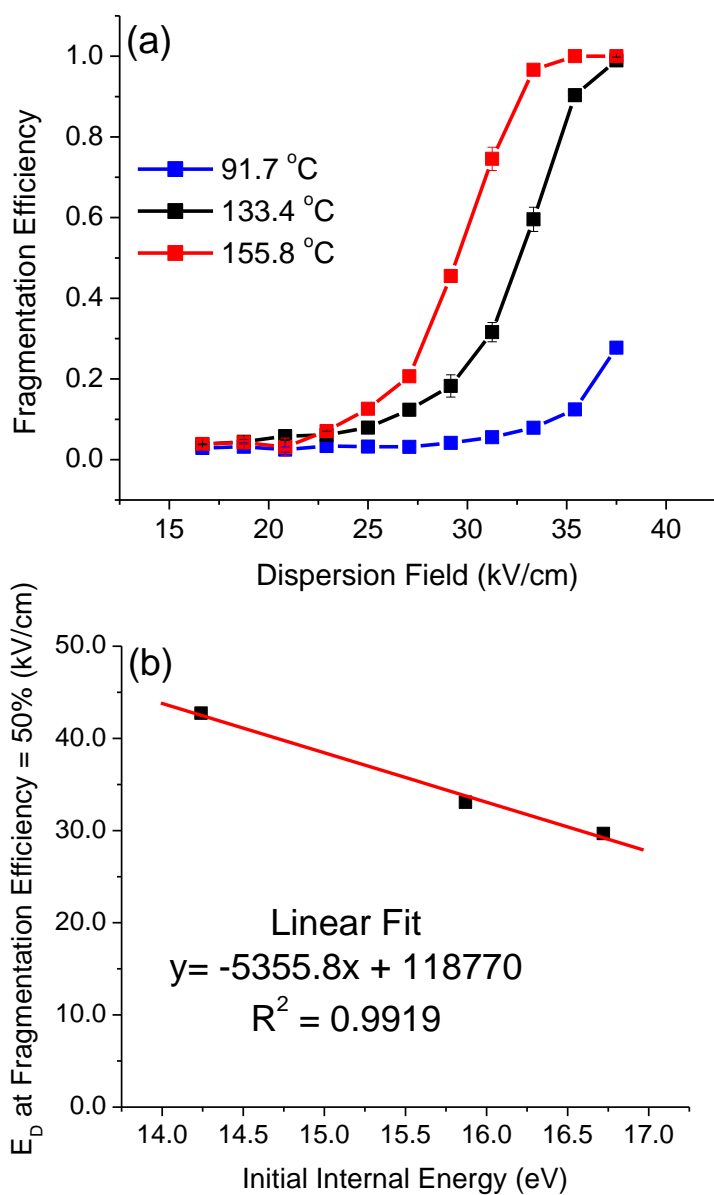 (a)
1.0
0.8
0.6
0.4
0.2
0.0
Fragmentation Efficiency
91.7 °C
133.4 °C
155.8 °C
15 20 25 30 35 40
Dispersion Field (kV/cm)
(b)
50.0
40.0
30.0
20.0
10.0
0.0
E_D at Fragmentation Efficiency = 50% (kV/cm)
Linear Fit
y= -5355.8x + 118770
R² = 0.9919
14.0 14.5 15.0 15.5 16.0 16.5 17.0
Initial Internal Energy (eV)